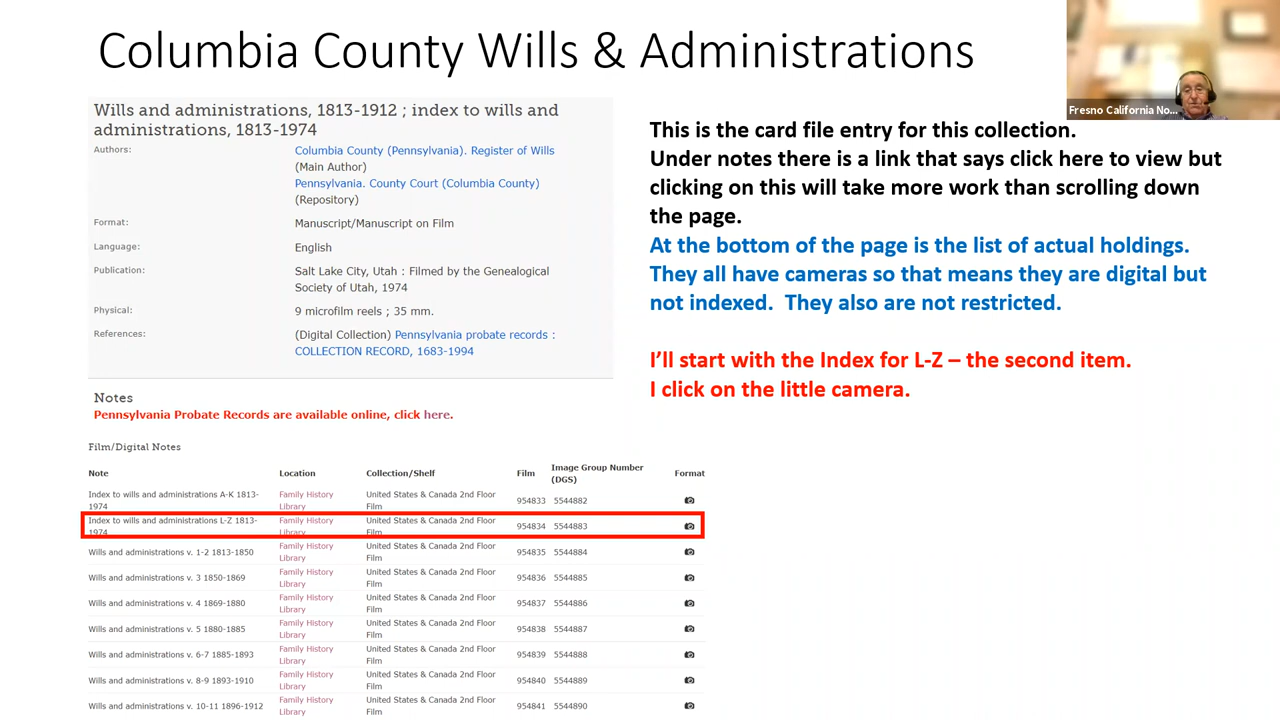 Columbia County Wills & Administrations
Fresno California No...
Wills and administrations, 1813-1912 ; index to wills and
administrations, 1813-1974
Authors:
Columbia County (Pennsylvania). Register of Wills
(Main Author)
Pennsylvania. County Court (Columbia County)
(Repository)
Format:
Manuscript/Manuscript on Film
Language:
English
Publication:
Salt Lake City, Utah : Filmed by the Genealogical
Society of Utah, 1974
Physical:
9 microfilm reels ; 35 mm.
References:
(Digital Collection) Pennsylvania probate records :
COLLECTION RECORD, 1683-1994
Notes
Pennsylvania Probate Records are available online, click here.
This is the card file entry for this collection.
Under notes there is a link that says click here to view but
clicking on this will take more work than scrolling down
the page.
At the bottom of the page is the list of actual holdings.
They all have cameras so that means they are digital but
not indexed.  They also are not restricted.
I'll start with the Index for L-Z – the second item.
I click on the little camera.
Film/Digital Notes
Note Location Collection/Shelf Film Image Group Number (DGS) Format
Index to wills and administrations A-K 1813-1974 Family History Library United States & Canada 2nd Floor Film 954833 5544882
Index to wills and administrations L-Z 1813-1974 Family History Library United States & Canada 2nd Floor Film 954834 5544883
Wills and administrations v. 1-2 1813-1850 Family History Library United States & Canada 2nd Floor Film 954835 5544884
Wills and administrations v. 3 1850-1869 Family History Library United States & Canada 2nd Floor Film 954836 5544885
Wills and administrations v. 4 1869-1880 Family History Library United States & Canada 2nd Floor Film 954837 5544886
Wills and administrations v. 5 1880-1885 Family History Library United States & Canada 2nd Floor Film 954838 5544887
Wills and administrations v. 6-7 1885-1893 Family History Library United States & Canada 2nd Floor Film 954839 5544888
Wills and administrations v. 8-9 1893-1910 Family History Library United States & Canada 2nd Floor Film 954840 5544889
Wills and administrations v. 10-11 1896-1912 Family History Library United States & Canada 2nd Floor Film 954841 5544890